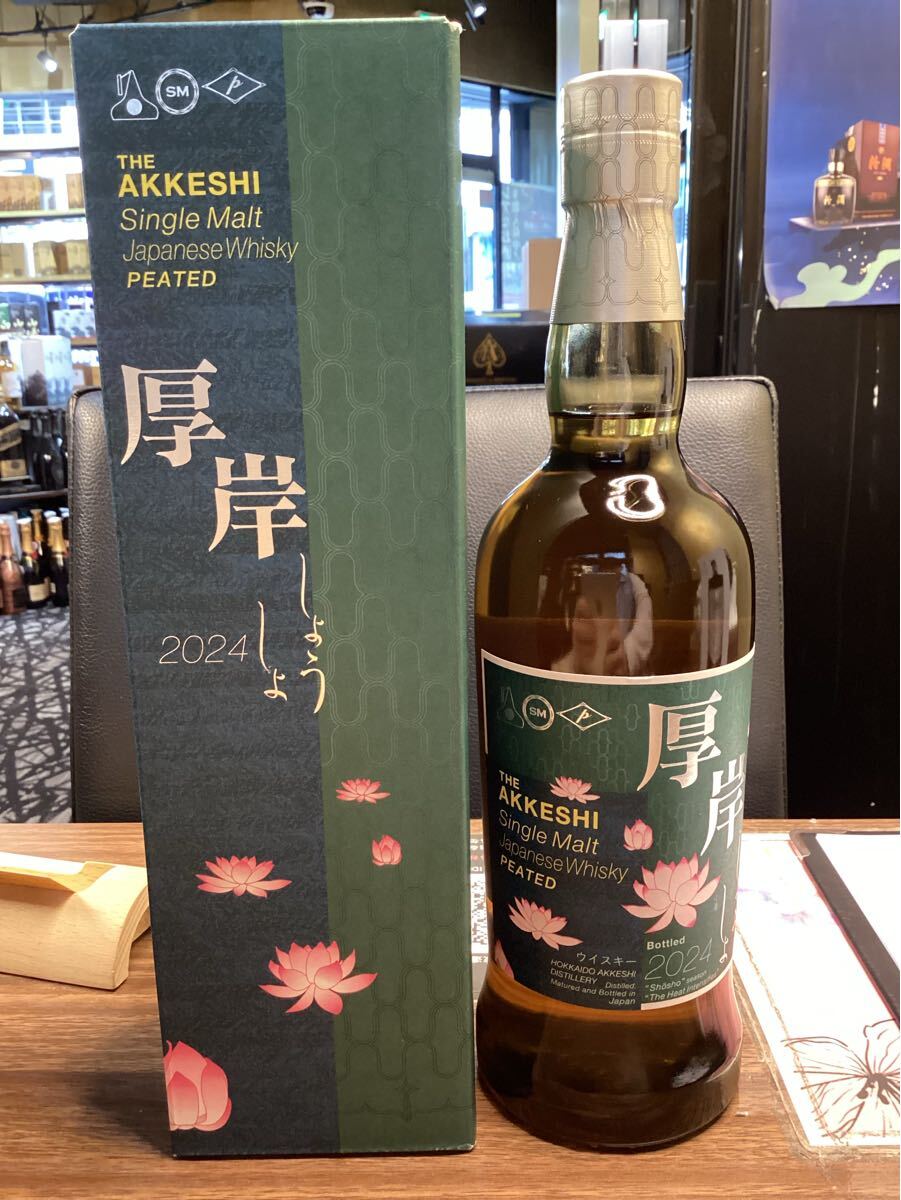 SM
P
THE
AKKESHI
Single Malt
Japanese Whisky
PEATED
厚岸
しょうしょ
2024
SM
P
THE
AKKESHI
Single Malt
Japanese Whisky
PEATED
厚岸
し
Bottled
2024
"Shōsho" season
"The Heat
ウイスキー
HOKKAIDO AKKESHI
DISTILLERY Distilled,
Matured and Bottled in
Japan